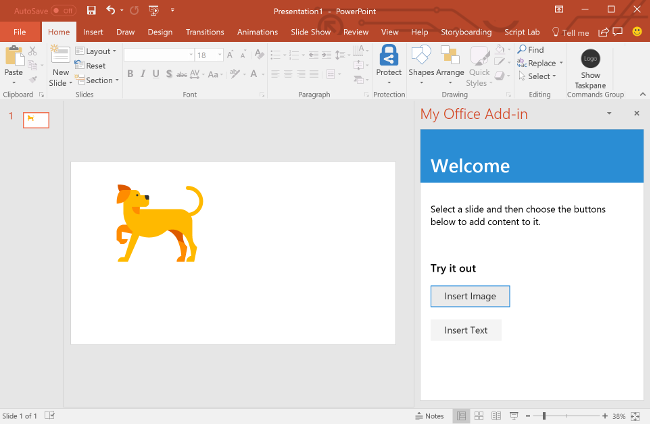 AutoSave Off
Presentation1 - PowerPoint
File Home Insert Draw Design Transitions Animations Slide Show Review View Help Storyboarding Script Lab Tell me
Paste
New
Slide
Layout
Reset
Section
18
B I U S abc AV Aa A A
Protect
Shapes Arrange Quick
Styles
Find
Replace
Select
Logo
Show
Taskpane
Clipboard Slides Font Paragraph Protection Drawing Editing Commands Group
1
My Office Add-in
Welcome
Select a slide and then choose the buttons
below to add content to it.
Try it out
Insert Image
Insert Text
Slide 1 of 1
Notes
38%